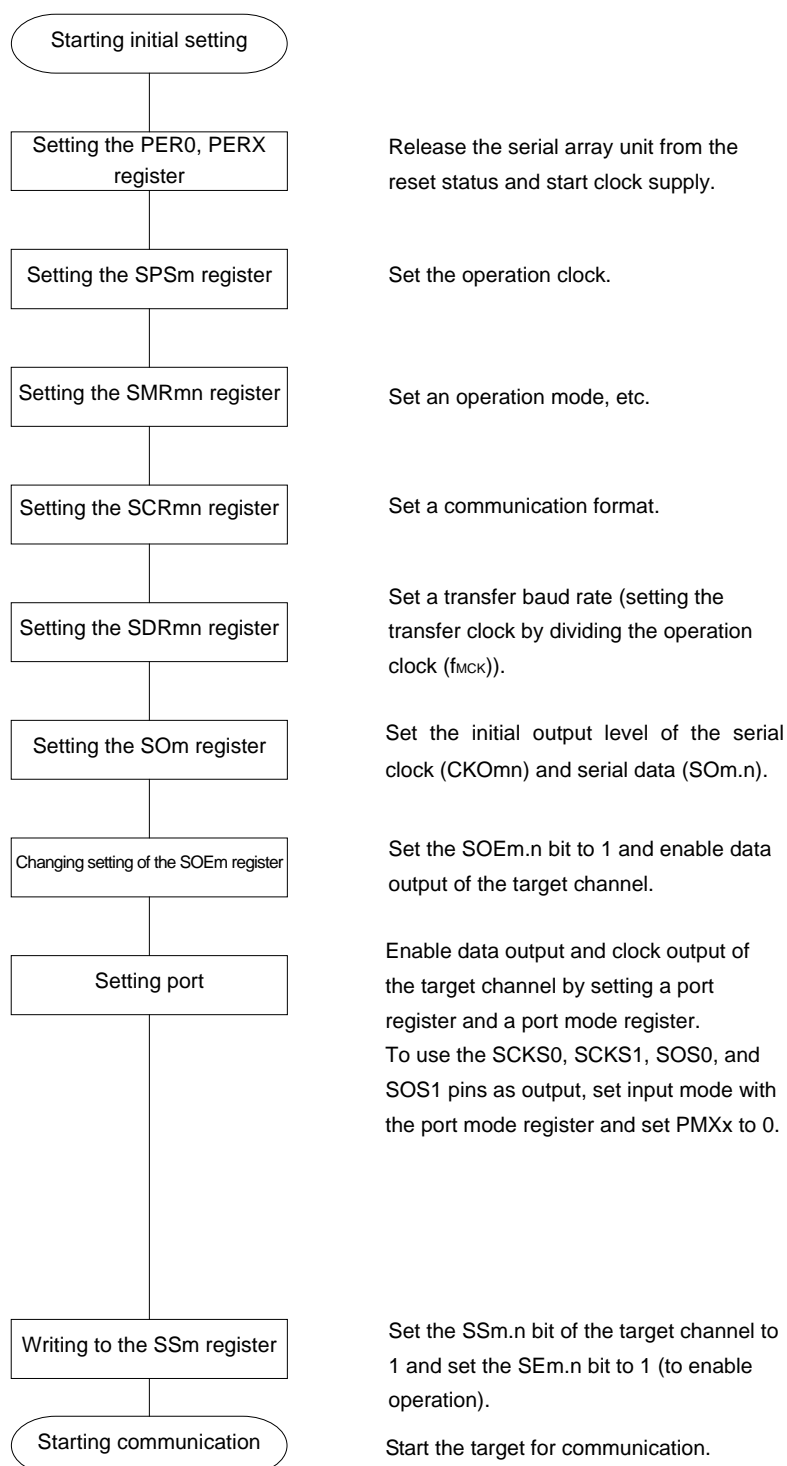 Starting initial setting
Setting the PER0, PERX
register
Release the serial array unit from the
reset status and start clock supply.
Setting the SPSm register
Set the operation clock.
Setting the SMRmn register
Set an operation mode, etc.
Setting the SCRmn register
Set a communication format.
Setting the SDRmn register
Set a transfer baud rate (setting the
transfer clock by dividing the operation
clock (fMCK)).
Setting the SOm register
Set the initial output level of the serial
clock (CKOmn) and serial data (SOm.n).
Changing setting of the SOEm register
Set the SOEm.n bit to 1 and enable data
output of the target channel.
Setting port
Enable data output and clock output of
the target channel by setting a port
register and a port mode register.
To use the SCKS0, SCKS1, SOS0, and
SOS1 pins as output, set input mode with
the port mode register and set PMXx to 0.
Writing to the SSm register
Set the SSm.n bit of the target channel to
1 and set the SEm.n bit to 1 (to enable
operation).
Starting communication
Start the target for communication.